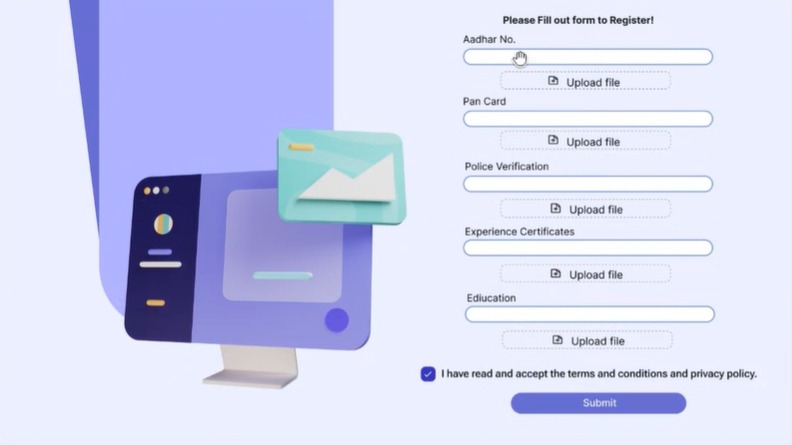 Please Fill out form to Register!
Aadhar No.
Upload file
Pan Card
Upload file
Police Verification
Upload file
Experience Certificates
Upload file
Ediucation
Upload file
I have read and accept the terms and conditions and privacy policy.
Submit